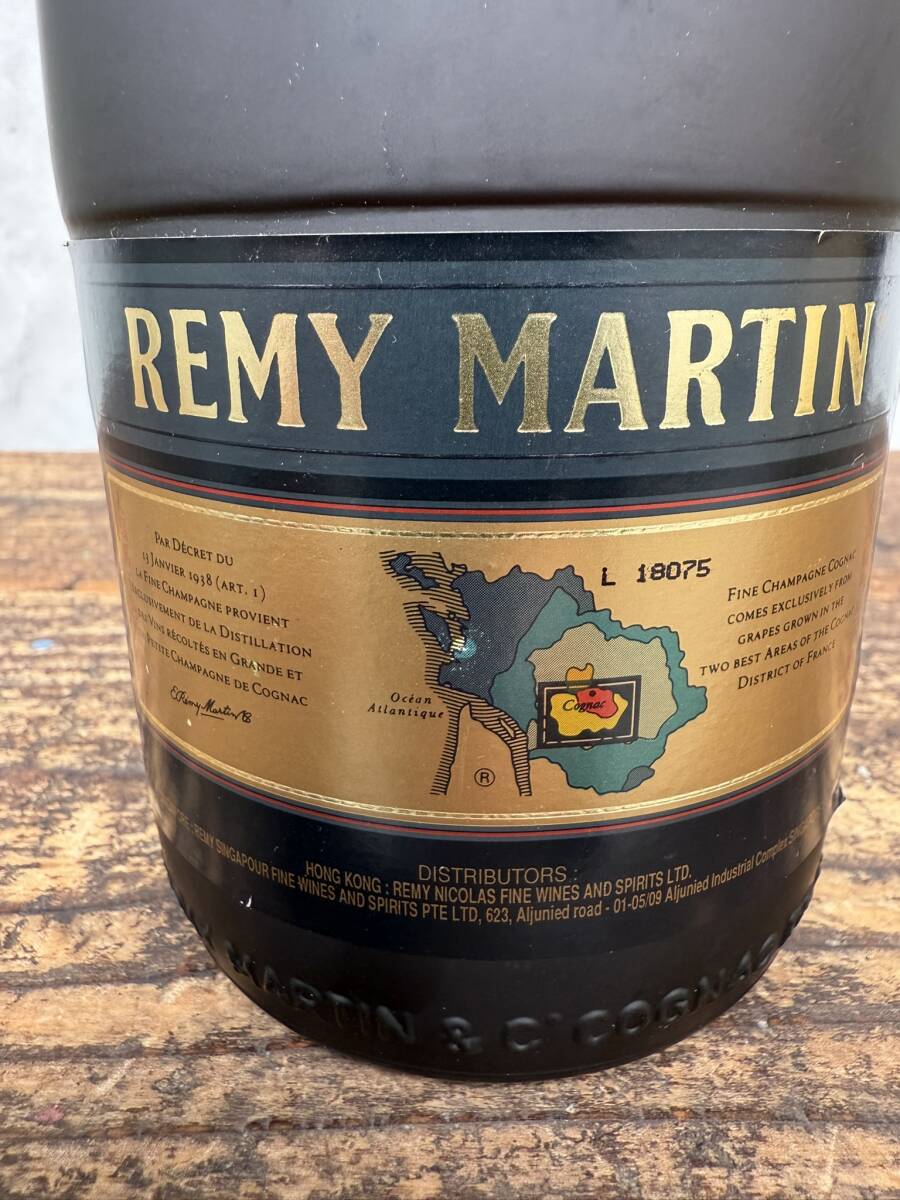 REMY MARTIN
PAR DÉCRET DU
13 JANVIER 1938 (ART. 1)
LA FINE CHAMPAGNE PROVIENT
EXCLUSIVEMENT DE LA DISTILLATION
DES VINS RÉCOLTÉS EN GRANDE ET
PETITE CHAMPAGNE DE COGNAC
E. Remy Martin
L 18075
Océan
Atlantique
Cognac
®
FINE CHAMPAGNE COGNAC
COMES EXCLUSIVELY FROM
GRAPES GROWN IN THE
TWO BEST AREAS OF THE COGNAC
DISTRICT OF FRANCE
DISTRIBUTORS :
HONG KONG : REMY NICOLAS FINE WINES AND SPIRITS LTD.
REMY SINGAPOUR FINE WINES AND SPIRITS PTE LTD, 623, Aljunied road - 01-05/09 Aljunied Industrial Complex
MARTIN & C° COGNAC